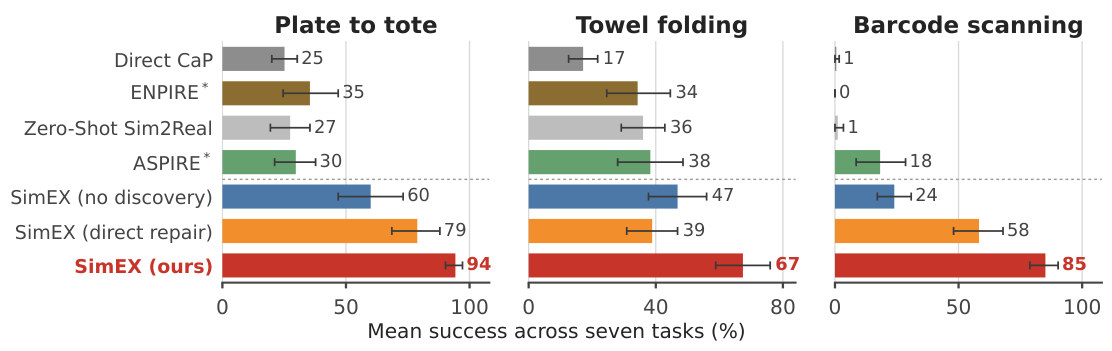 Plate to tote
Towel folding
Barcode scanning
Direct CaP 25 17 1
ENPIRE* 35 34 0
Zero-Shot Sim2Real 27 36 1
ASPIRE* 30 38 18
SimEX (no discovery) 60 47 24
SimEX (direct repair) 79 39 58
SimEX (ours) 94 67 85
0 50 100 0 40 80 0 50 100
Mean success across seven tasks (%)